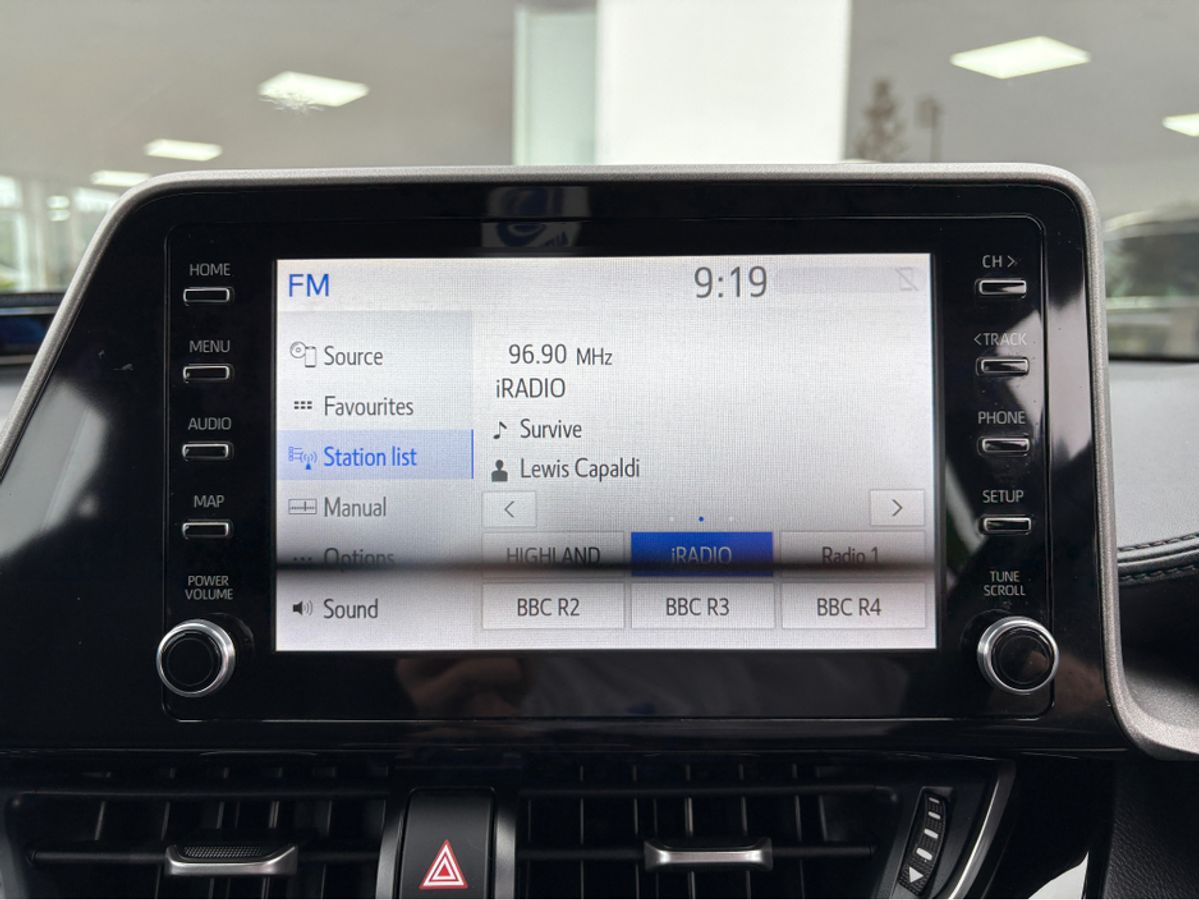 HOME
MENU
AUDIO
MAP
POWER
VOLUME
FM
9:19
Source
Favourites
Station list
Manual
Options
Sound
96.90 MHz
iRADIO
Survive
Lewis Capaldi
<
>
HIGHLAND iRADIO Radio 1
BBC R2 BBC R3 BBC R4
CH >
< TRACK
PHONE
SETUP
TUNE
SCROLL